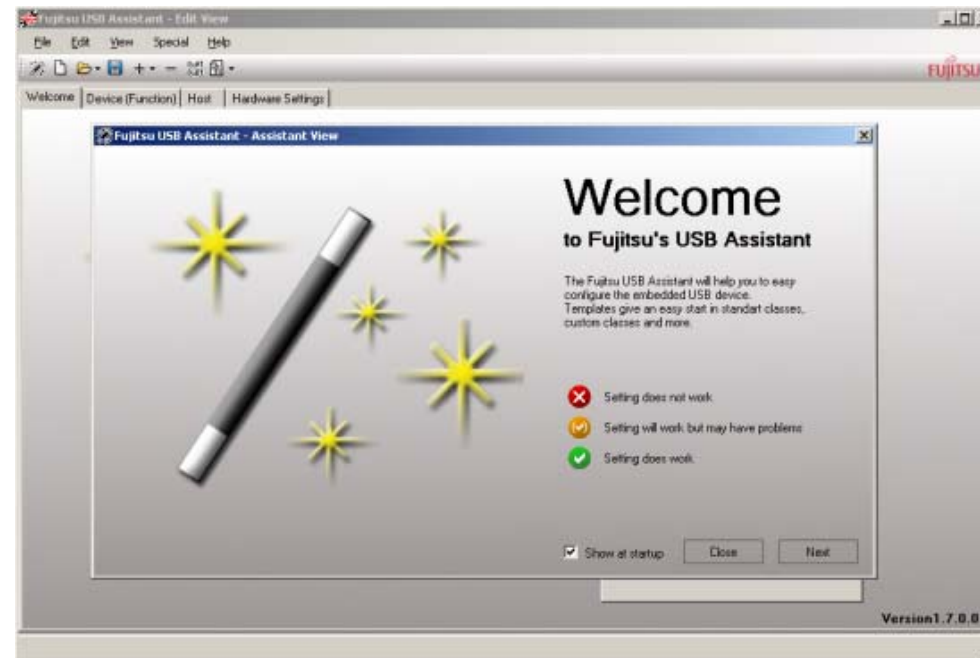 Fujitsu USB Assistant - Edit View
File Edit View Special Help
FUJITSU
Welcome Device (Function) Host Hardware Settings
Fujitsu USB Assistant - Assistant View
Welcome
to Fujitsu's USB Assistant
The Fujitsu USB Assistant will help you to easy
configure the embedded USB device.
Templates give an easy start in standart classes,
custom classes and more.
Setting does not work
Setting will work but may have problems
Setting does work
Show at startup Close Next
Version1.7.0.0